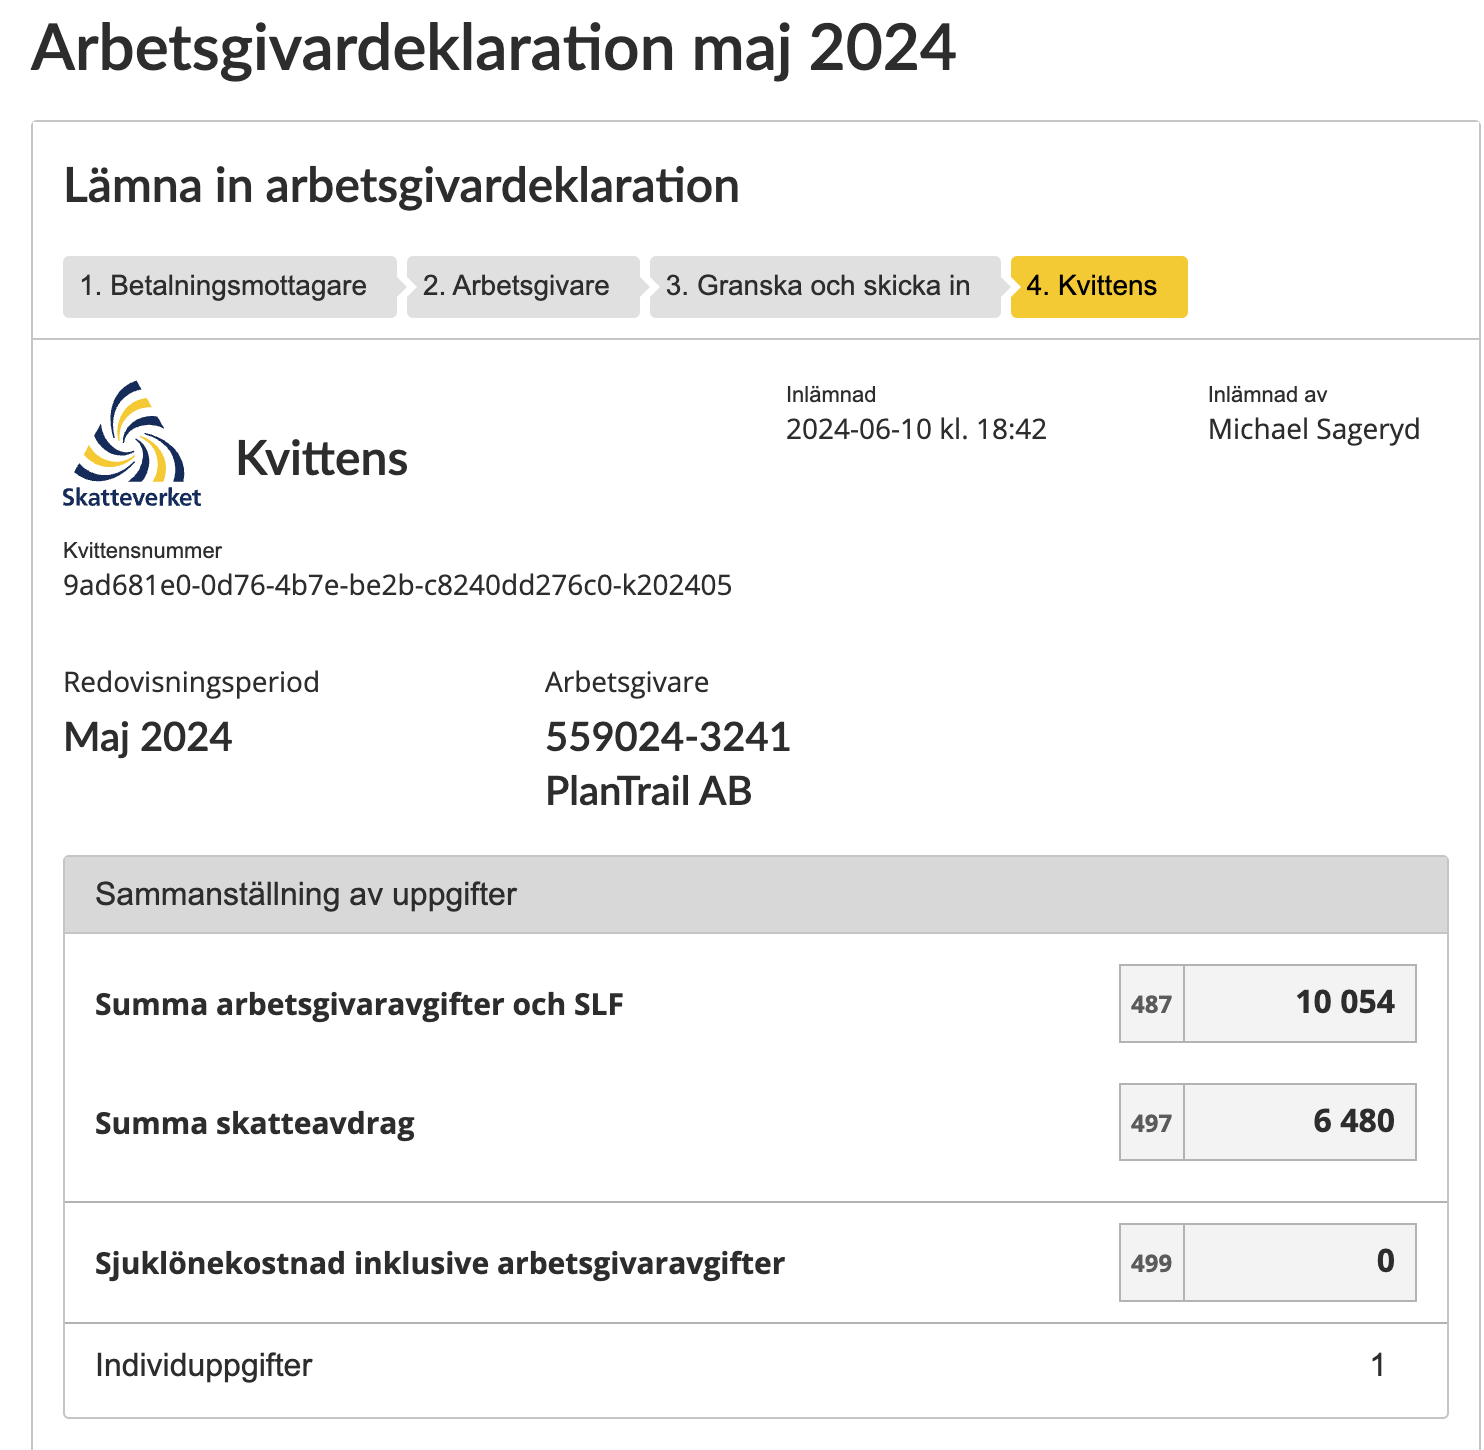 Arbetsgivardeklaration maj 2024
Lämna in arbetsgivardeklaration
1. Betalningsmottagare
2. Arbetsgivare
3. Granska och skicka in
4. Kvittens
Skatteverket
Kvittens
Inlämnad
2024-06-10 kl. 18:42
Inlämnad av
Michael Sageryd
Kvittensnummer
9ad681e0-0d76-4b7e-be2b-c8240dd276c0-k202405
Redovisningsperiod
Maj 2024
Arbetsgivare
559024-3241
PlanTrail AB
Sammanställning av uppgifter
Summa arbetsgivaravgifter och SLF 487 10 054
Summa skatteavdrag 497 6 480
Sjuklönekostnad inklusive arbetsgivaravgifter 499 0
Individuppgifter 1